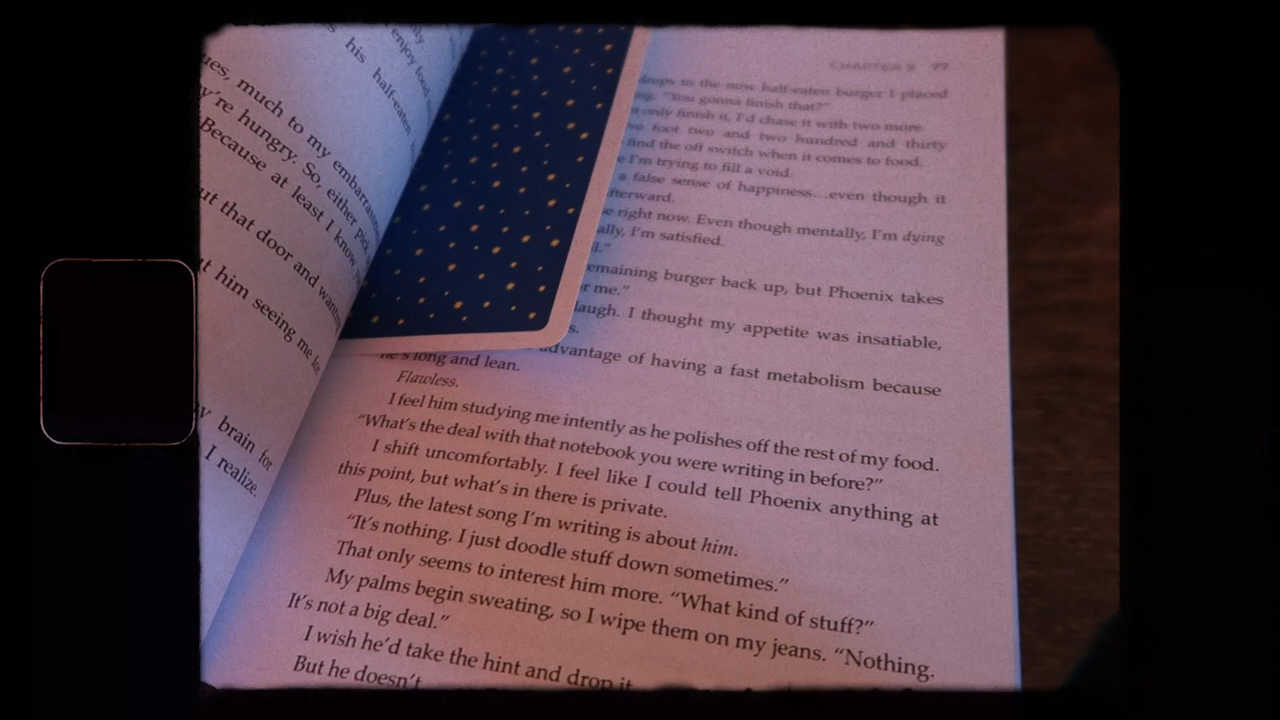 his half-eaten
enjoy food
ues, much to my embarrass
y're hungry. So, either pick
Because at least I know
ut that door and wanting
ut him seeing me for
y brain for
I realize.
CHAPTER 9 77
drops to the now half-eaten burger I placed
ng. "You gonna finish that?"
only finish it, I'd chase it with two more.
ve foot two and two hundred and thirty
find the off switch when it comes to food.
e I'm trying to fill a void.
a false sense of happiness...even though it
afterward.
se right now. Even though mentally, I'm dying
ally, I'm satisfied.
l."
emaining burger back up, but Phoenix takes
r me."
laugh. I thought my appetite was insatiable,
s.
advantage of having a fast metabolism because
he's long and lean.
Flawless.
I feel him studying me intently as he polishes off the rest of my food.
"What's the deal with that notebook you were writing in before?"
I shift uncomfortably. I feel like I could tell Phoenix anything at
this point, but what's in there is private.
Plus, the latest song I'm writing is about him.
"It's nothing. I just doodle stuff down sometimes."
That only seems to interest him more. "What kind of stuff?"
My palms begin sweating, so I wipe them on my jeans. "Nothing.
It's not a big deal."
I wish he'd take the hint and drop it
But he doesn't